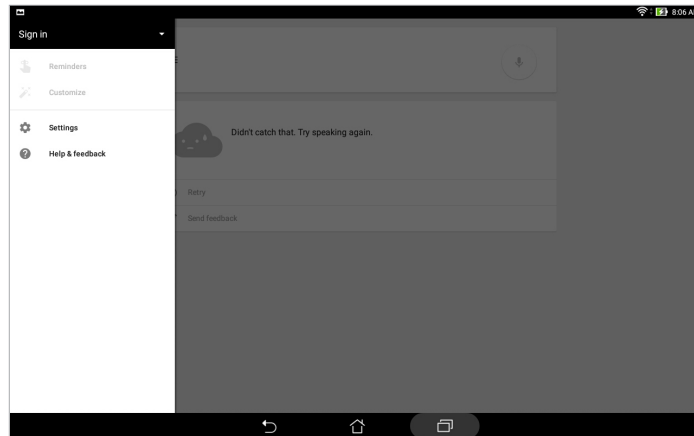 8:06 A
Sign in
Reminders
Customize
Settings
Help & feedback
Didn't catch that. Try speaking again.
Retry
Send feedback